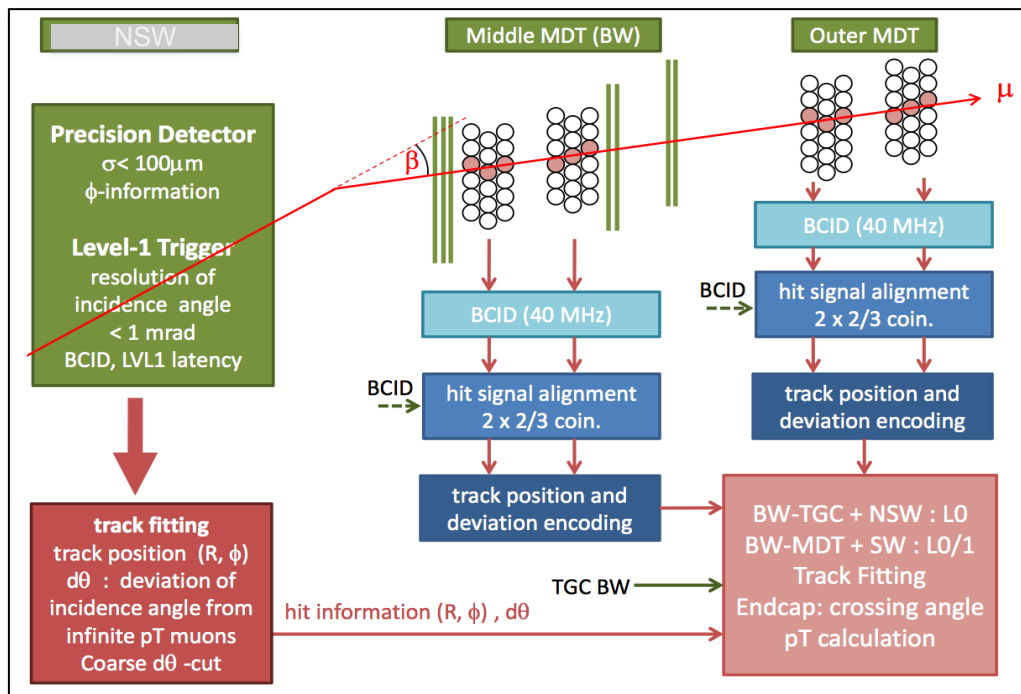 NSW
Middle MDT (BW)
Outer MDT
Precision Detector
σ< 100μm
ϕ-information
Level-1 Trigger
resolution of
incidence angle
< 1 mrad
BCID, LVL1 latency
β
μ
BCID (40 MHz)
BCID
hit signal alignment
2 x 2/3 coin.
track position and
deviation encoding
BCID (40 MHz)
BCID
hit signal alignment
2 x 2/3 coin.
track position and
deviation encoding
track fitting
track position (R, ϕ)
dθ : deviation of
incidence angle from
infinite pT muons
Coarse dθ -cut
hit information (R, ϕ) , dθ
TGC BW
BW-TGC + NSW : L0
BW-MDT + SW : L0/1
Track Fitting
Endcap: crossing angle
pT calculation